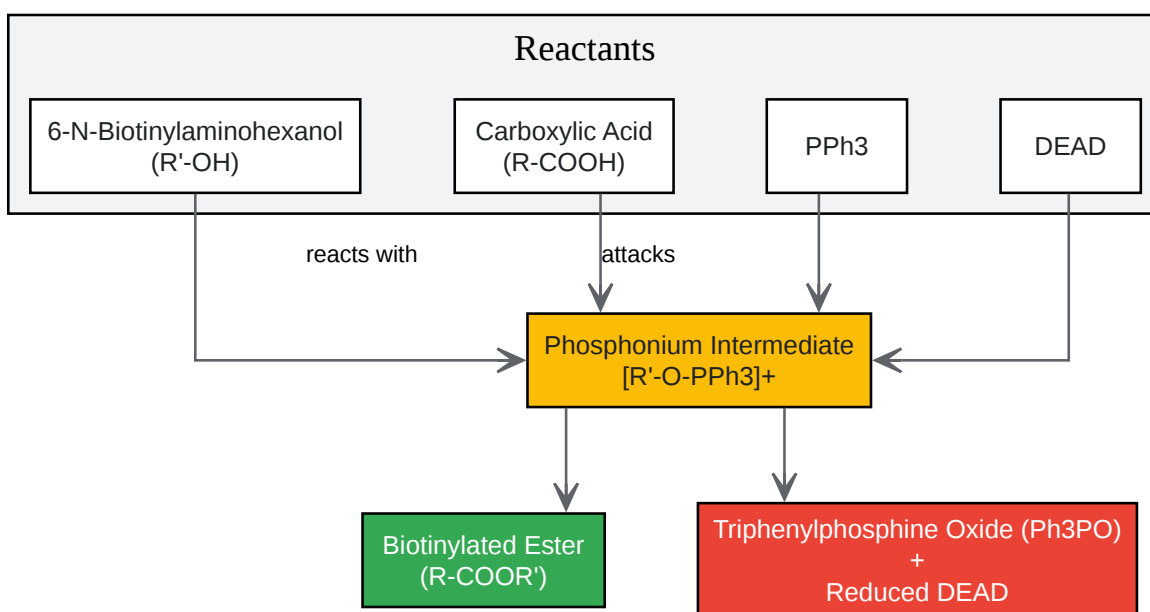 Reactants
6-N-Biotinylaminohexanol
(R'-OH)
Carboxylic Acid
(R-COOH)
PPh3
DEAD
reacts with
attacks
Phosphonium Intermediate
[R'-O-PPh3]+
Biotinylated Ester
(R-COOR')
Triphenylphosphine Oxide (Ph3PO)
+
Reduced DEAD